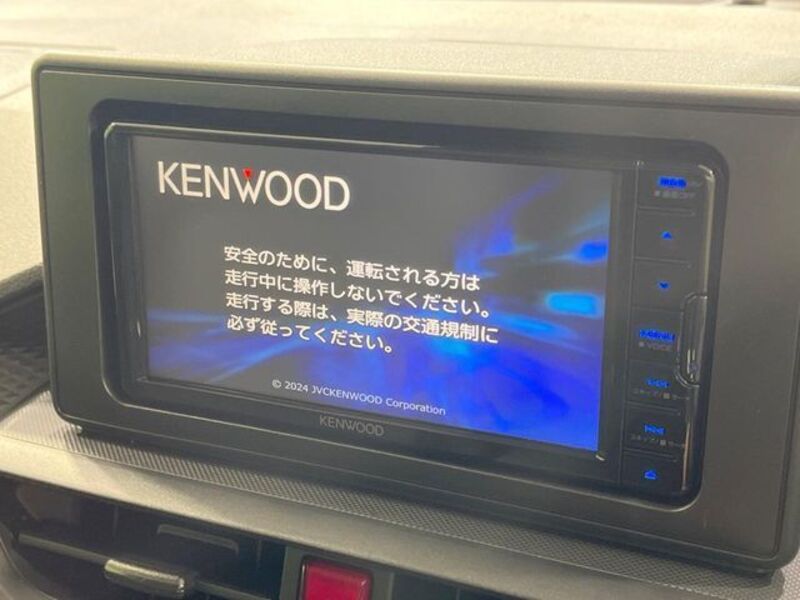 KENWOOD
安全のために、運転される方は
走行中に操作しないでください。
走行する際は、実際の交通規制に
必ず従ってください。
© 2024 JVCKENWOOD Corporation
KENWOOD
MENU
VOICE